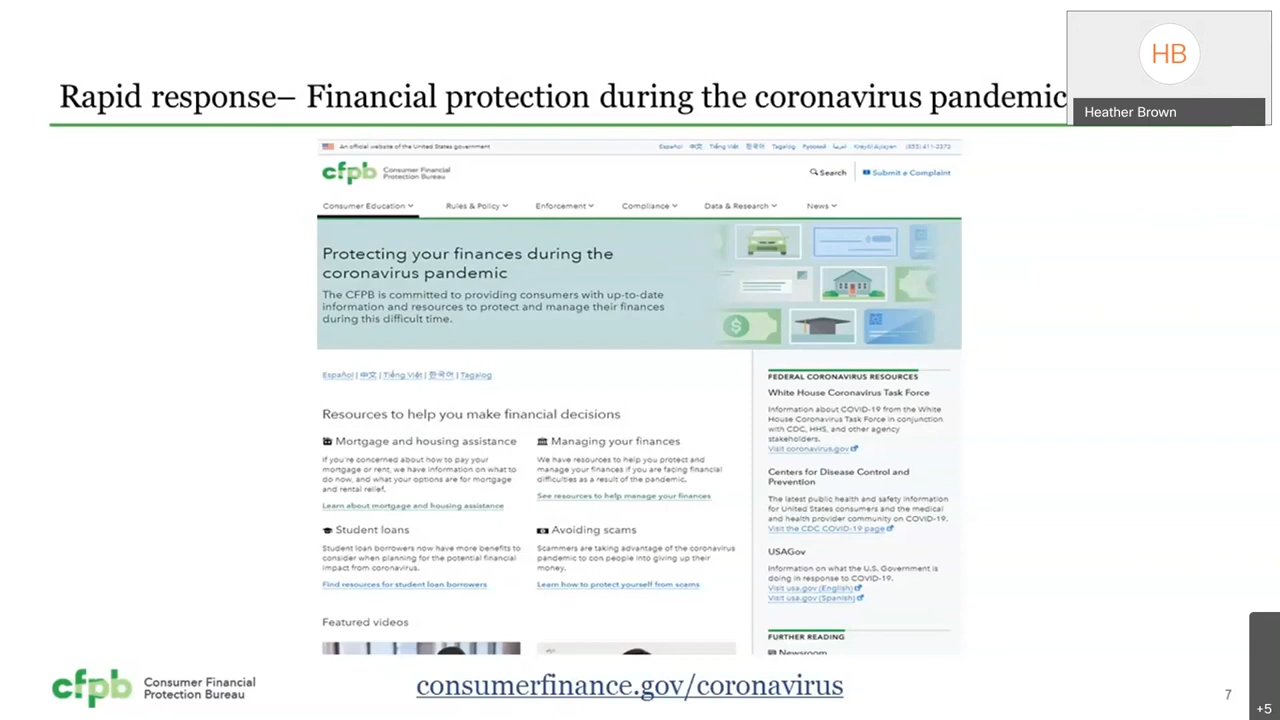 HB
Heather Brown
Rapid response– Financial protection during the coronavirus pandemic
An official website of the United States government
Español 中文 Tiếng Việt 한국어 Tagalog Русский العربية Kreyòl Ayisyen (855) 411-2372
cfpb Consumer Financial
Protection Bureau
Search
Submit a Complaint
Consumer Education Rules & Policy Enforcement Compliance Data & Research News
Protecting your finances during the
coronavirus pandemic
The CFPB is committed to providing consumers with up-to-date
information and resources to protect and manage their finances
during this difficult time.
Español | 中文 | Tiếng Việt | 한국어 | Tagalog
Resources to help you make financial decisions
Mortgage and housing assistance
If you're concerned about how to pay your
mortgage or rent, we have information on what to
do now, and what your options are for mortgage
and rental relief.
Learn about mortgage and housing assistance
Managing your finances
We have resources to help you protect and
manage your finances if you are facing financial
difficulties as a result of the pandemic.
See resources to help manage your finances
Student loans
Student loan borrowers now have more benefits to
consider when planning for the potential financial
impact from coronavirus.
Find resources for student loan borrowers
Avoiding scams
Scammers are taking advantage of the coronavirus
pandemic to con people into giving up their
money.
Learn how to protect yourself from scams
Featured videos
FEDERAL CORONAVIRUS RESOURCES
White House Coronavirus Task Force
Information about COVID-19 from the White
House Coronavirus Task Force in conjunction
with CDC, HHS, and other agency
stakeholders.
Visit coronavirus.gov
Centers for Disease Control and
Prevention
The latest public health and safety information
for United States consumers and the medical
and health provider community on COVID-19.
Visit the CDC COVID-19 page
USAGov
Information on what the U.S. Government is
doing in response to COVID-19.
Visit usa.gov (English)
Visit usa.gov (Spanish)
FURTHER READING
Newsroom
cfpb Consumer Financial
Protection Bureau
consumerfinance.gov/coronavirus
7
+5